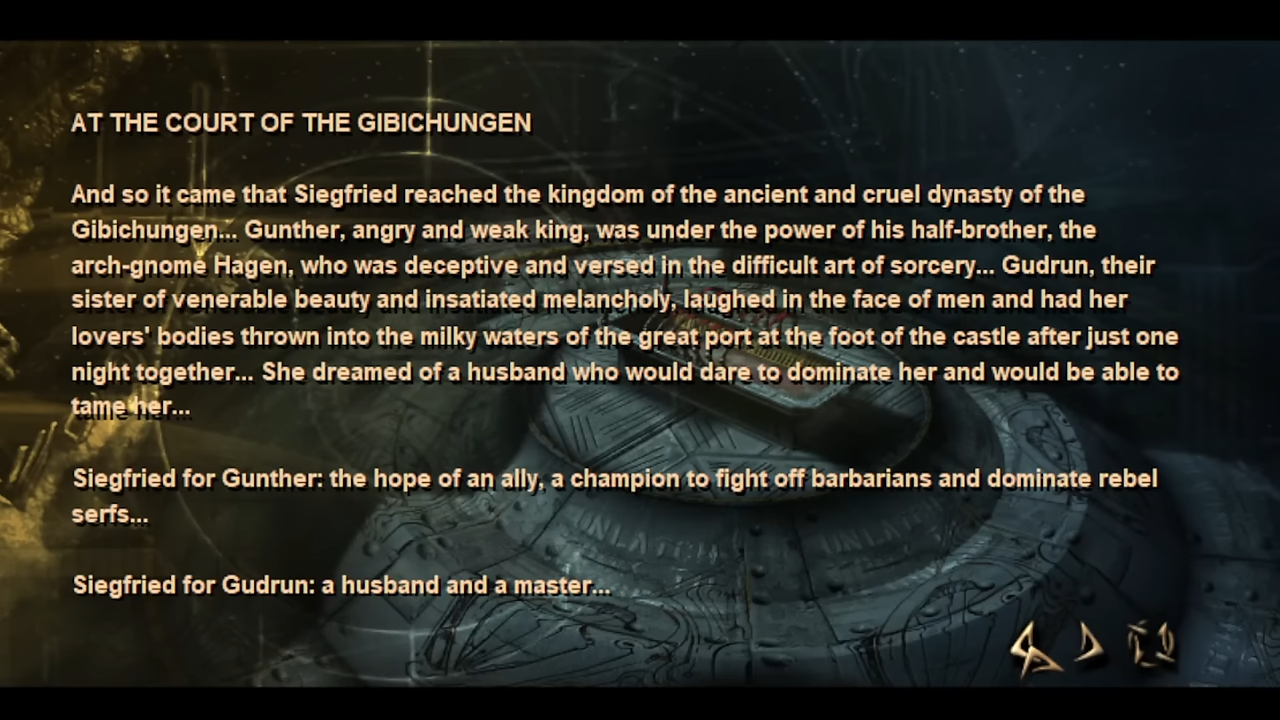 AT THE COURT OF THE GIBICHUNGEN
And so it came that Siegfried reached the kingdom of the ancient and cruel dynasty of the
Gibichungen... Gunther, angry and weak king, was under the power of his half-brother, the
arch-gnome Hagen, who was deceptive and versed in the difficult art of sorcery... Gudrun, their
sister of venerable beauty and insatiated melancholy, laughed in the face of men and had her
lovers' bodies thrown into the milky waters of the great port at the foot of the castle after just one
night together... She dreamed of a husband who would dare to dominate her and would be able to
tame her...
Siegfried for Gunther: the hope of an ally, a champion to fight off barbarians and dominate rebel
serfs...
Siegfried for Gudrun: a husband and a master...